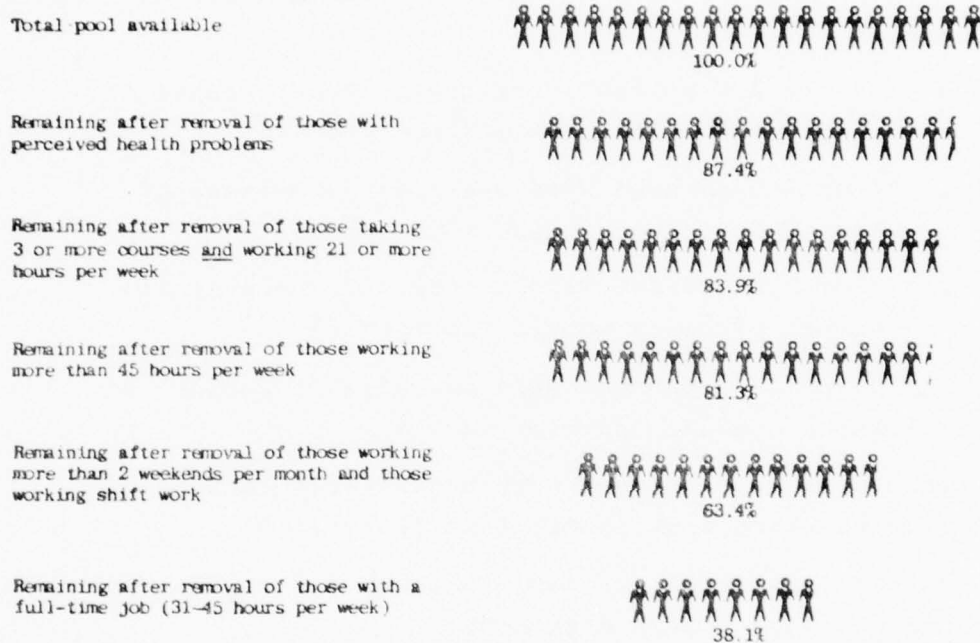 Total pool available
100.0%
Remaining after removal of those with
perceived health problems
87.4%
Remaining after removal of those taking
3 or more courses and working 21 or more
hours per week
83.9%
Remaining after removal of those working
more than 45 hours per week
81.3%
Remaining after removal of those working
more than 2 weekends per month and those
working shift work
63.4%
Remaining after removal of those with a
full-time job (31-45 hours per week)
38.1%